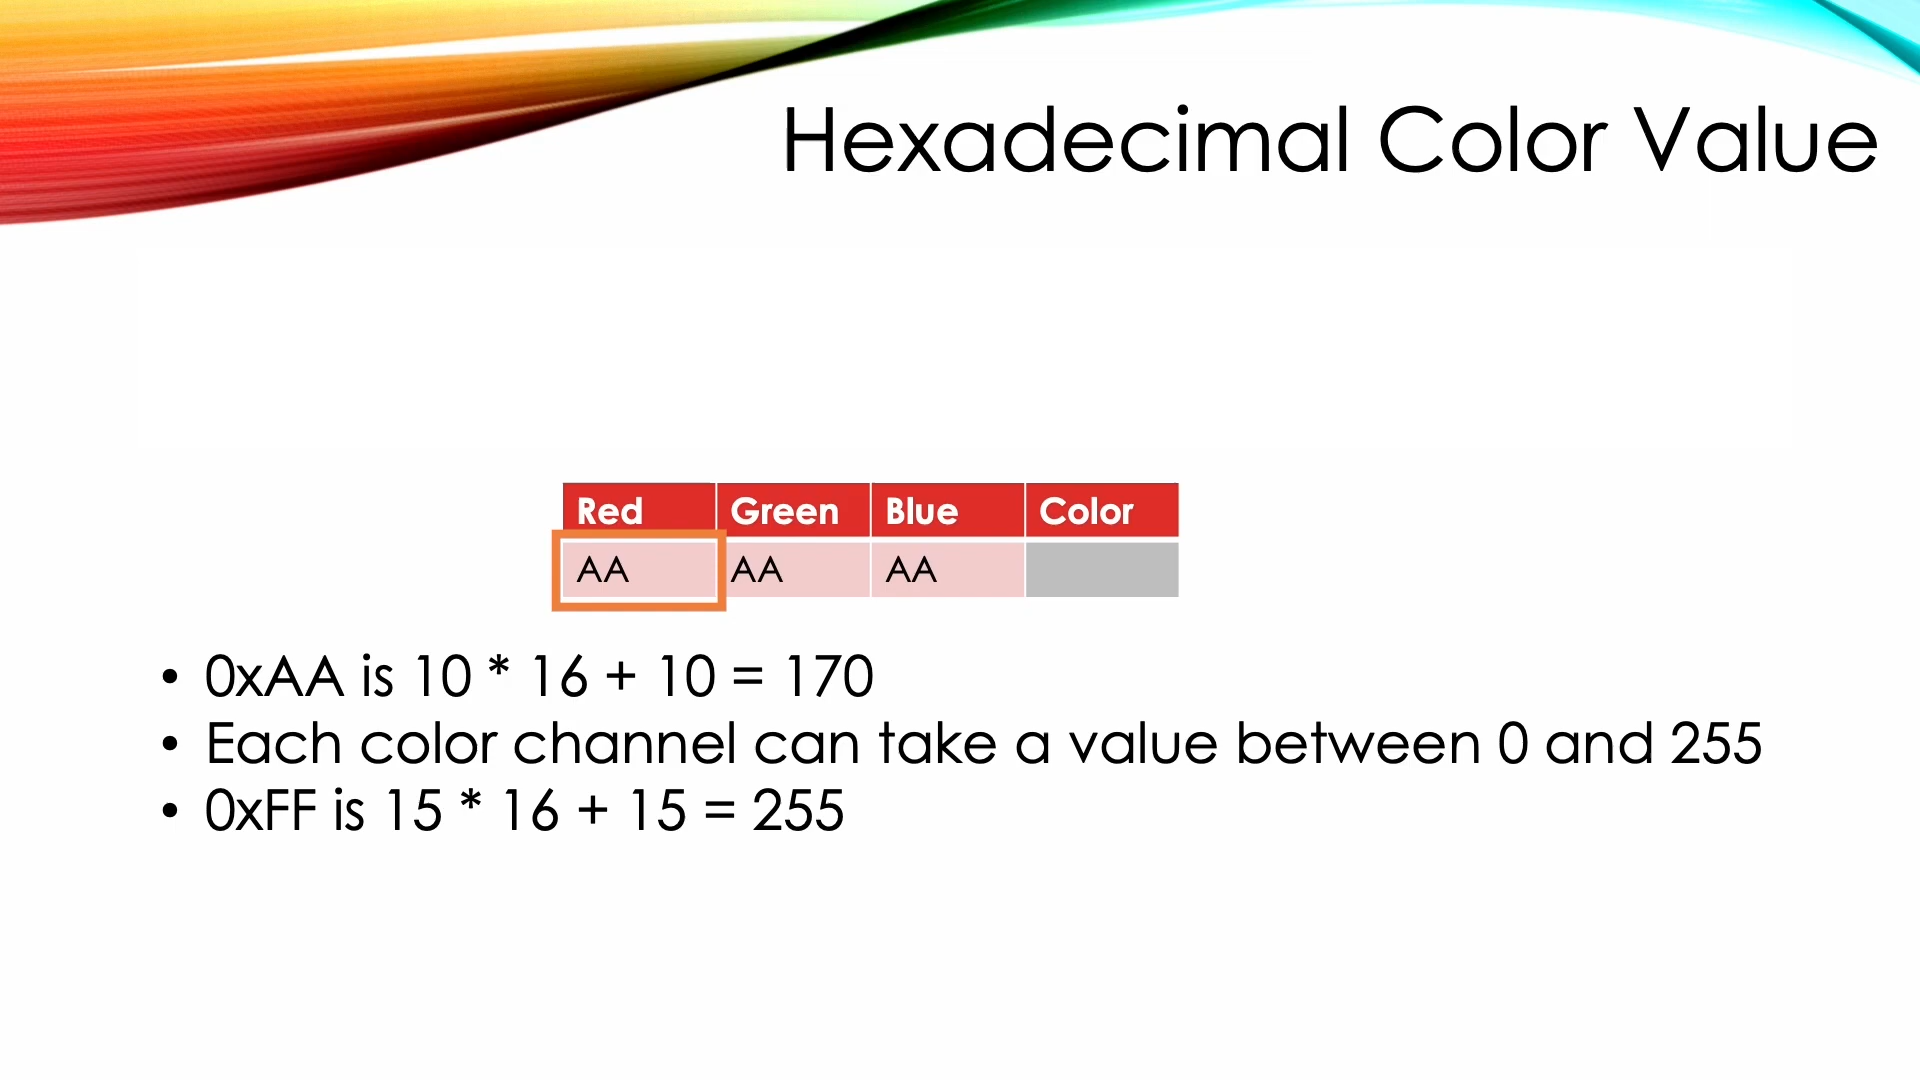 Hexadecimal Color Value
Red Green Blue Color
AA AA AA
• 0xAA is 10 * 16 + 10 = 170
• Each color channel can take a value between 0 and 255
• 0xFF is 15 * 16 + 15 = 255